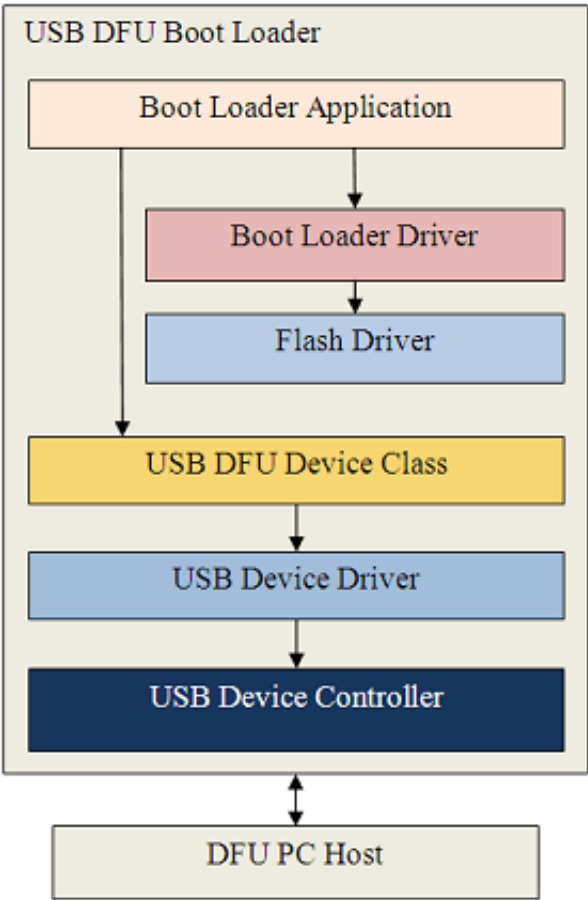 USB DFU Boot Loader
Boot Loader Application
Boot Loader Driver
Flash Driver
USB DFU Device Class
USB Device Driver
USB Device Controller
DFU PC Host